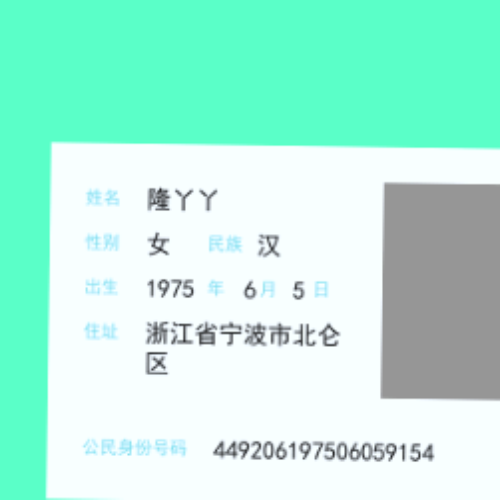 姓名 隆丫丫
性别 女 民族 汉
出生 1975 年 6 月 5 日
住址 浙江省宁波市北仑
区
公民身份号码 449206197506059154